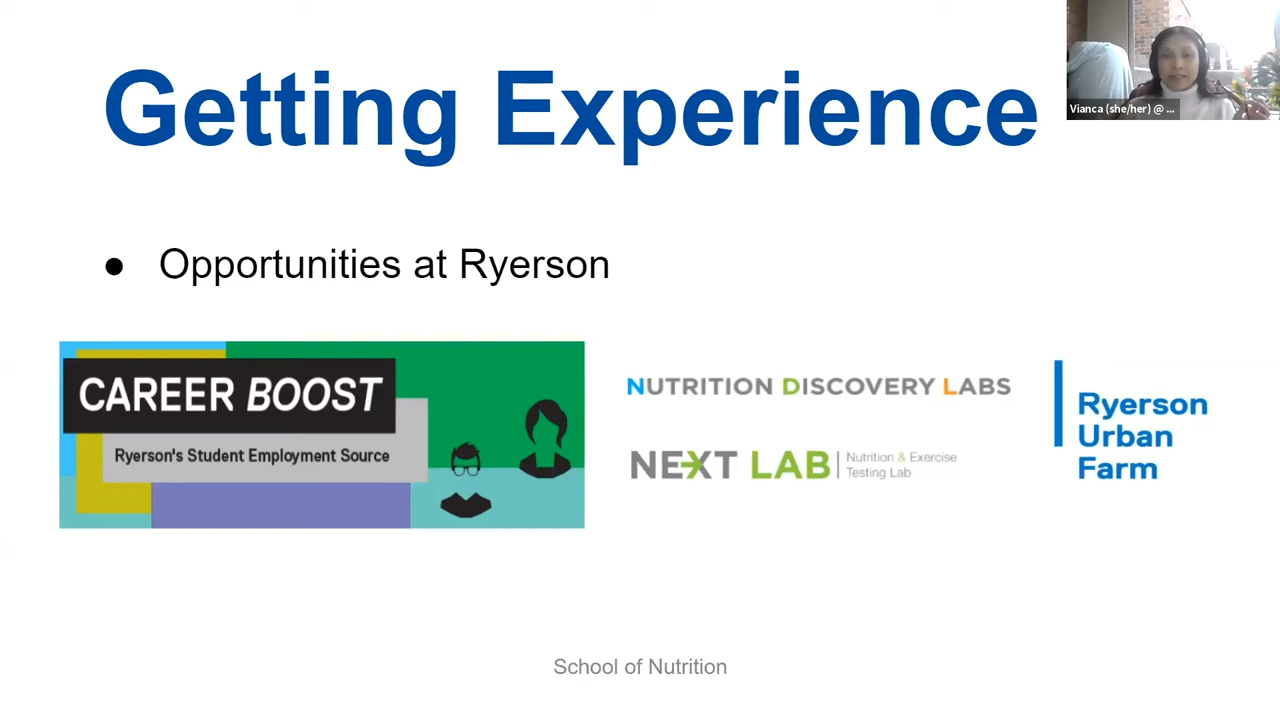 Getting Experience
Vianca (she/her) @ ...
● Opportunities at Ryerson
CAREER BOOST
Ryerson's Student Employment Source
NUTRITION DISCOVERY LABS
NEXT LAB | Nutrition & Exercise
Testing Lab
Ryerson
Urban
Farm
School of Nutrition